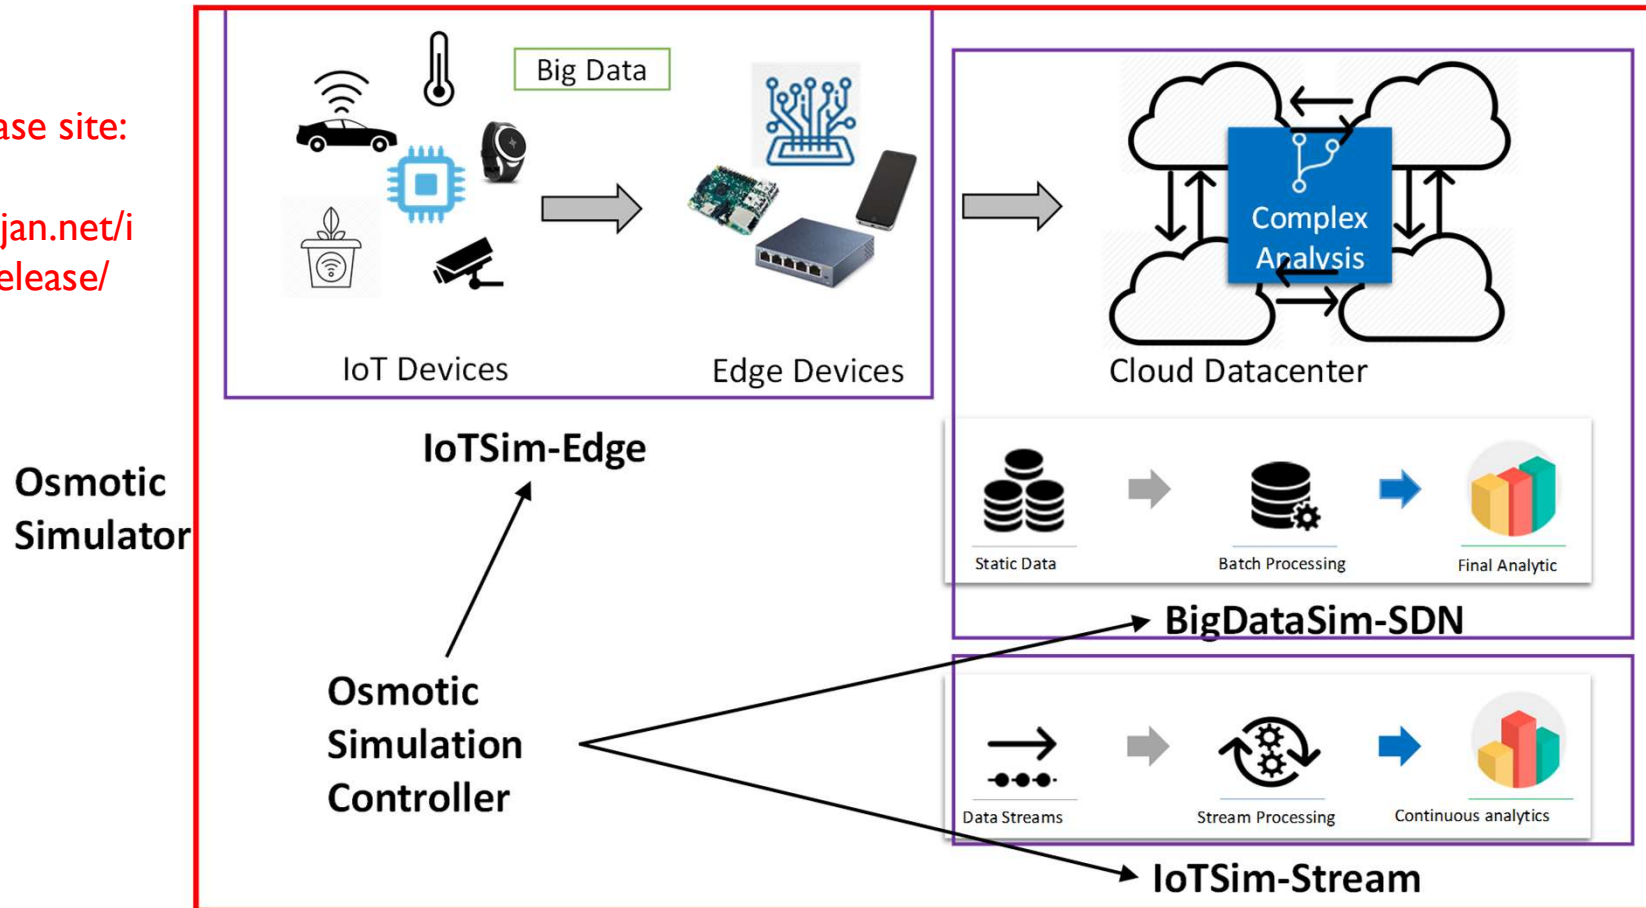 ase site:
jan.net/i
elease/
Big Data
IoT Devices
Edge Devices
Complex
Analysis
Cloud Datacenter
IoTSim-Edge
Osmotic
Simulator
Static Data
Batch Processing
Final Analytic
BigDataSim-SDN
Osmotic
Simulation
Controller
Data Streams
Stream Processing
Continuous analytics
IoTSim-Stream